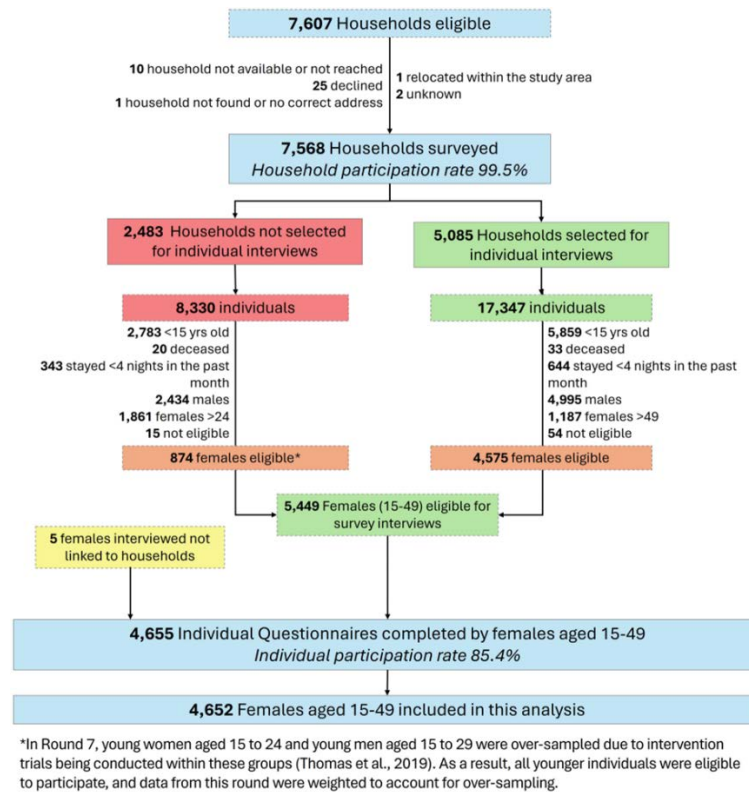 7,607 Households eligible
10 household not available or not reached
25 declined
1 household not found or no correct address
1 relocated within the study area
2 unknown
7,568 Households surveyed
Household participation rate 99.5%
2,483 Households not selected
for individual interviews
8,330 individuals
2,783 <15 yrs old
20 deceased
343 stayed <4 nights in the past
month
2,434 males
1,861 females >24
15 not eligible
874 females eligible*
5,085 Households selected for
individual interviews
17,347 individuals
5,859 <15 yrs old
33 deceased
644 stayed <4 nights in the past
month
4,995 males
1,187 females >49
54 not eligible
4,575 females eligible
5,449 Females (15-49) eligible for
survey interviews
5 females interviewed not
linked to households
4,655 Individual Questionnaires completed by females aged 15-49
Individual participation rate 85.4%
4,652 Females aged 15-49 included in this analysis
*In Round 7, young women aged 15 to 24 and young men aged 15 to 29 were over-sampled due to intervention
trials being conducted within these groups (Thomas et al., 2019). As a result, all younger individuals were eligible
to participate, and data from this round were weighted to account for over-sampling.